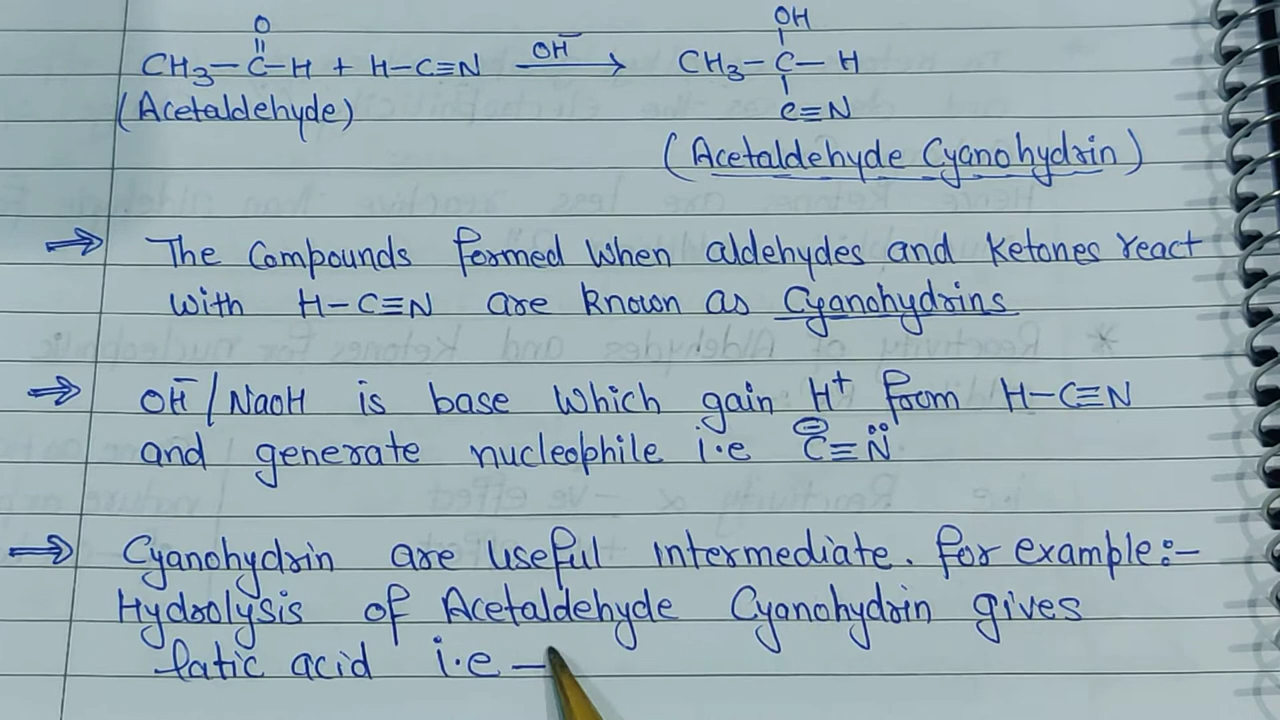 O
||
CH3-C-H + H-C≡N OH⁻ → CH3-C-H
OH
(Acetaldehyde)
C≡N
(Acetaldehyde Cyanohydrin)
⇒ The Compounds formed When aldehydes and Ketones react
With H-C≡N are known as Cyanohydrins
⇒ OH⁻/NaOH is base Which gain H+ from H-C≡N
and generate nucleophile i.e ⊖C≡N̈
⇒ Cyanohydrin are useful intermediate. For example:-
Hydrolysis of Acetaldehyde Cyanohydrin gives
latic acid i.e –